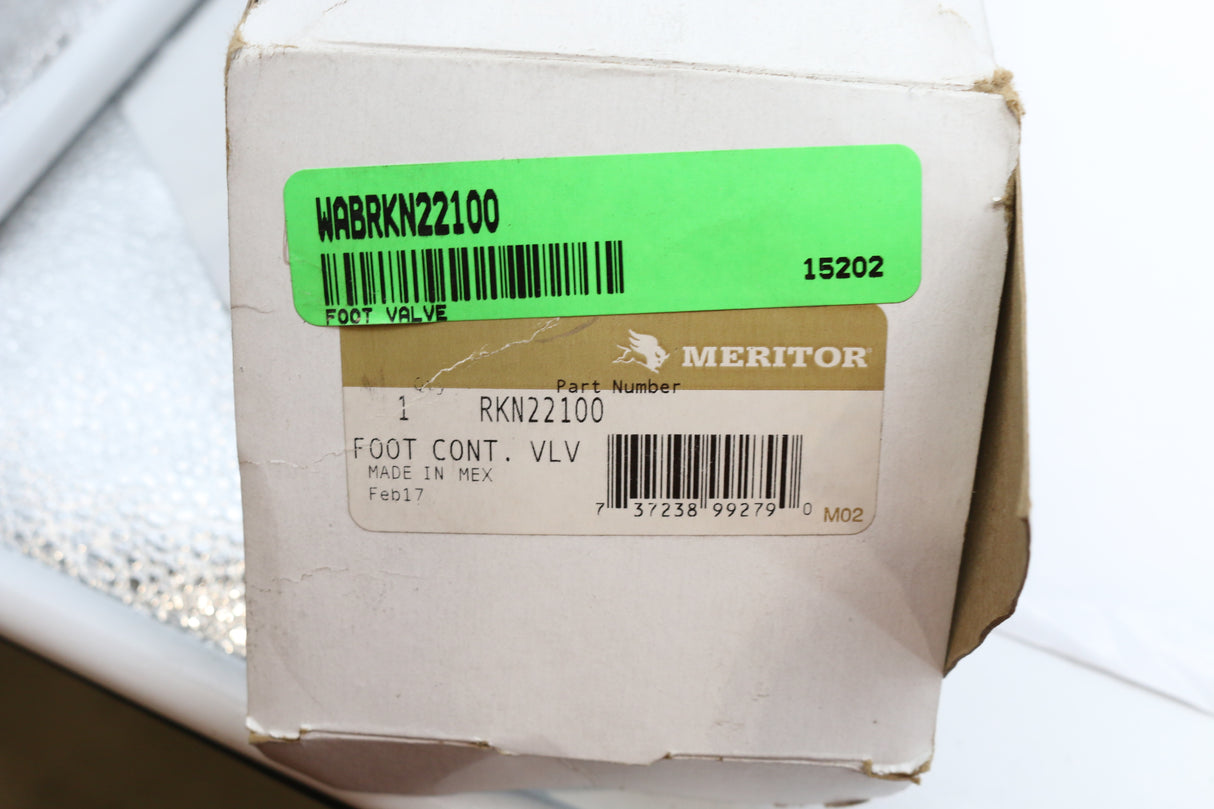 WABRKN22100
15202
FOOT VALVE
MERITOR
Qty Part Number
1 RKN22100
FOOT CONT. VLV
MADE IN MEX
Feb17
7 37238 99279 0
M02